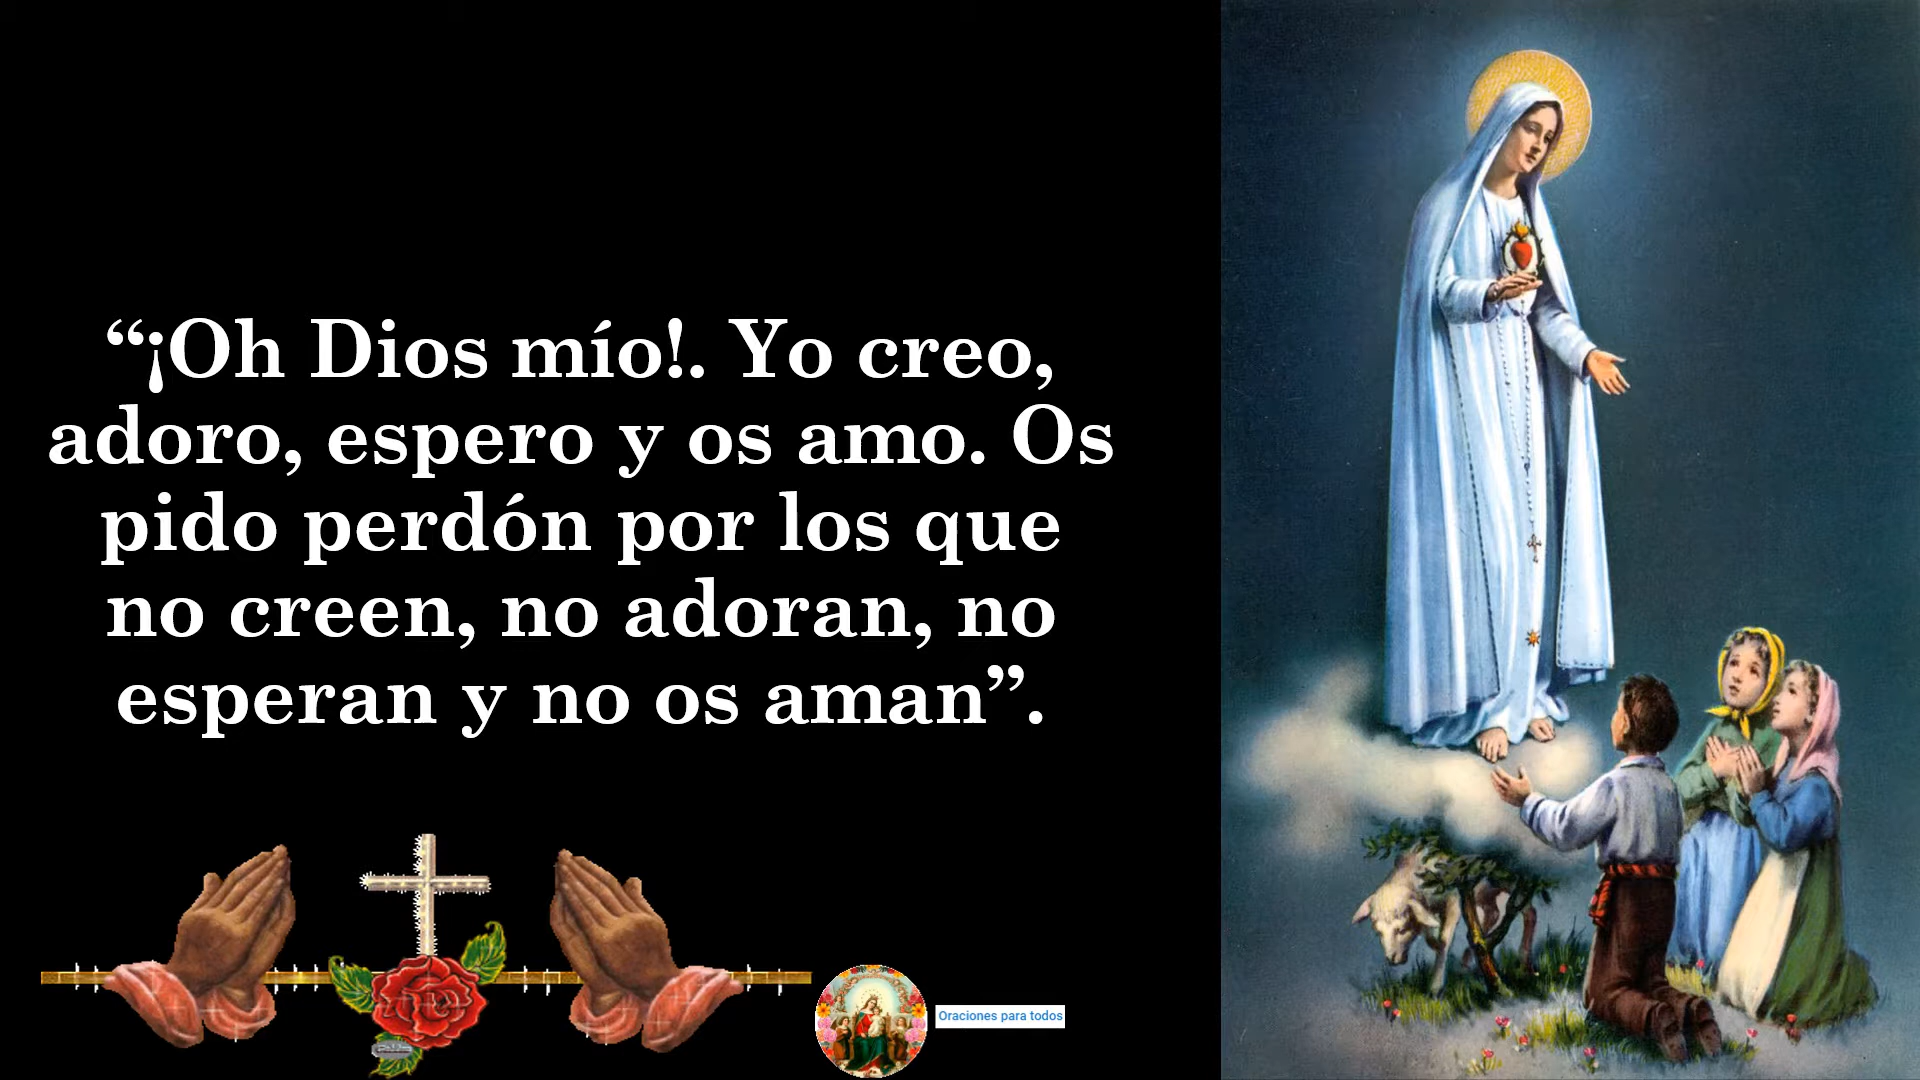 “¡Oh Dios mío!. Yo creo,
adoro, espero y os amo. Os
pido perdón por los que
no creen, no adoran, no
esperan y no os aman”.
Oraciones para todos